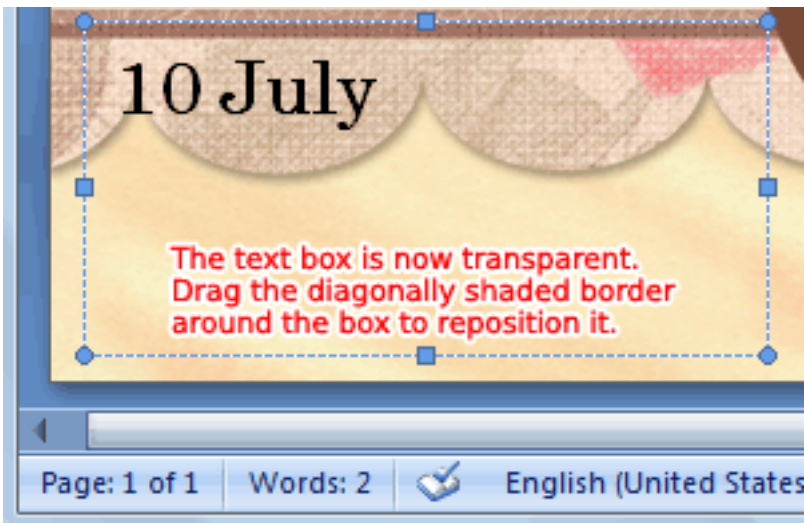 10 July
The text box is now transparent.
Drag the diagonally shaded border
around the box to reposition it.
Page: 1 of 1 Words: 2 English (United States